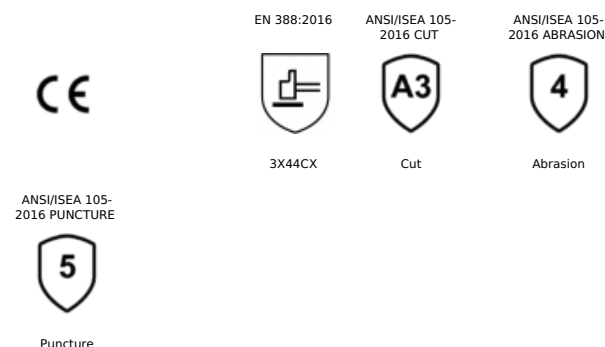 EN 388:2016
ANSI/ISEA 105-
2016 CUT
ANSI/ISEA 105-
2016 ABRASION
CE
A3
4
3X44CX
Cut
Abrasion
ANSI/ISEA 105-
2016 PUNCTURE
5
Puncture